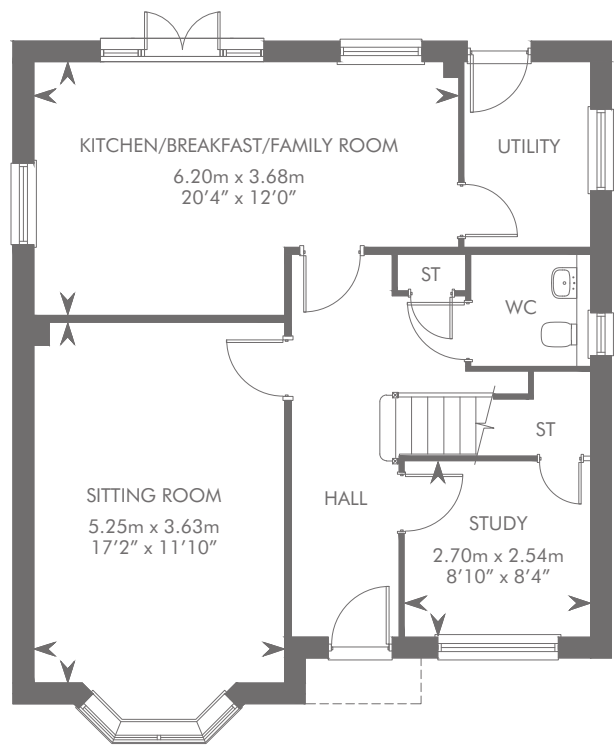 KITCHEN/BREAKFAST/FAMILY ROOM
6.20m x 3.68m
20’4” x 12’0”
UTILITY
ST
WC
ST
SITTING ROOM
5.25m x 3.63m
17’2” x 11’10”
HALL
STUDY
2.70m x 2.54m
8’10” x 8’4”